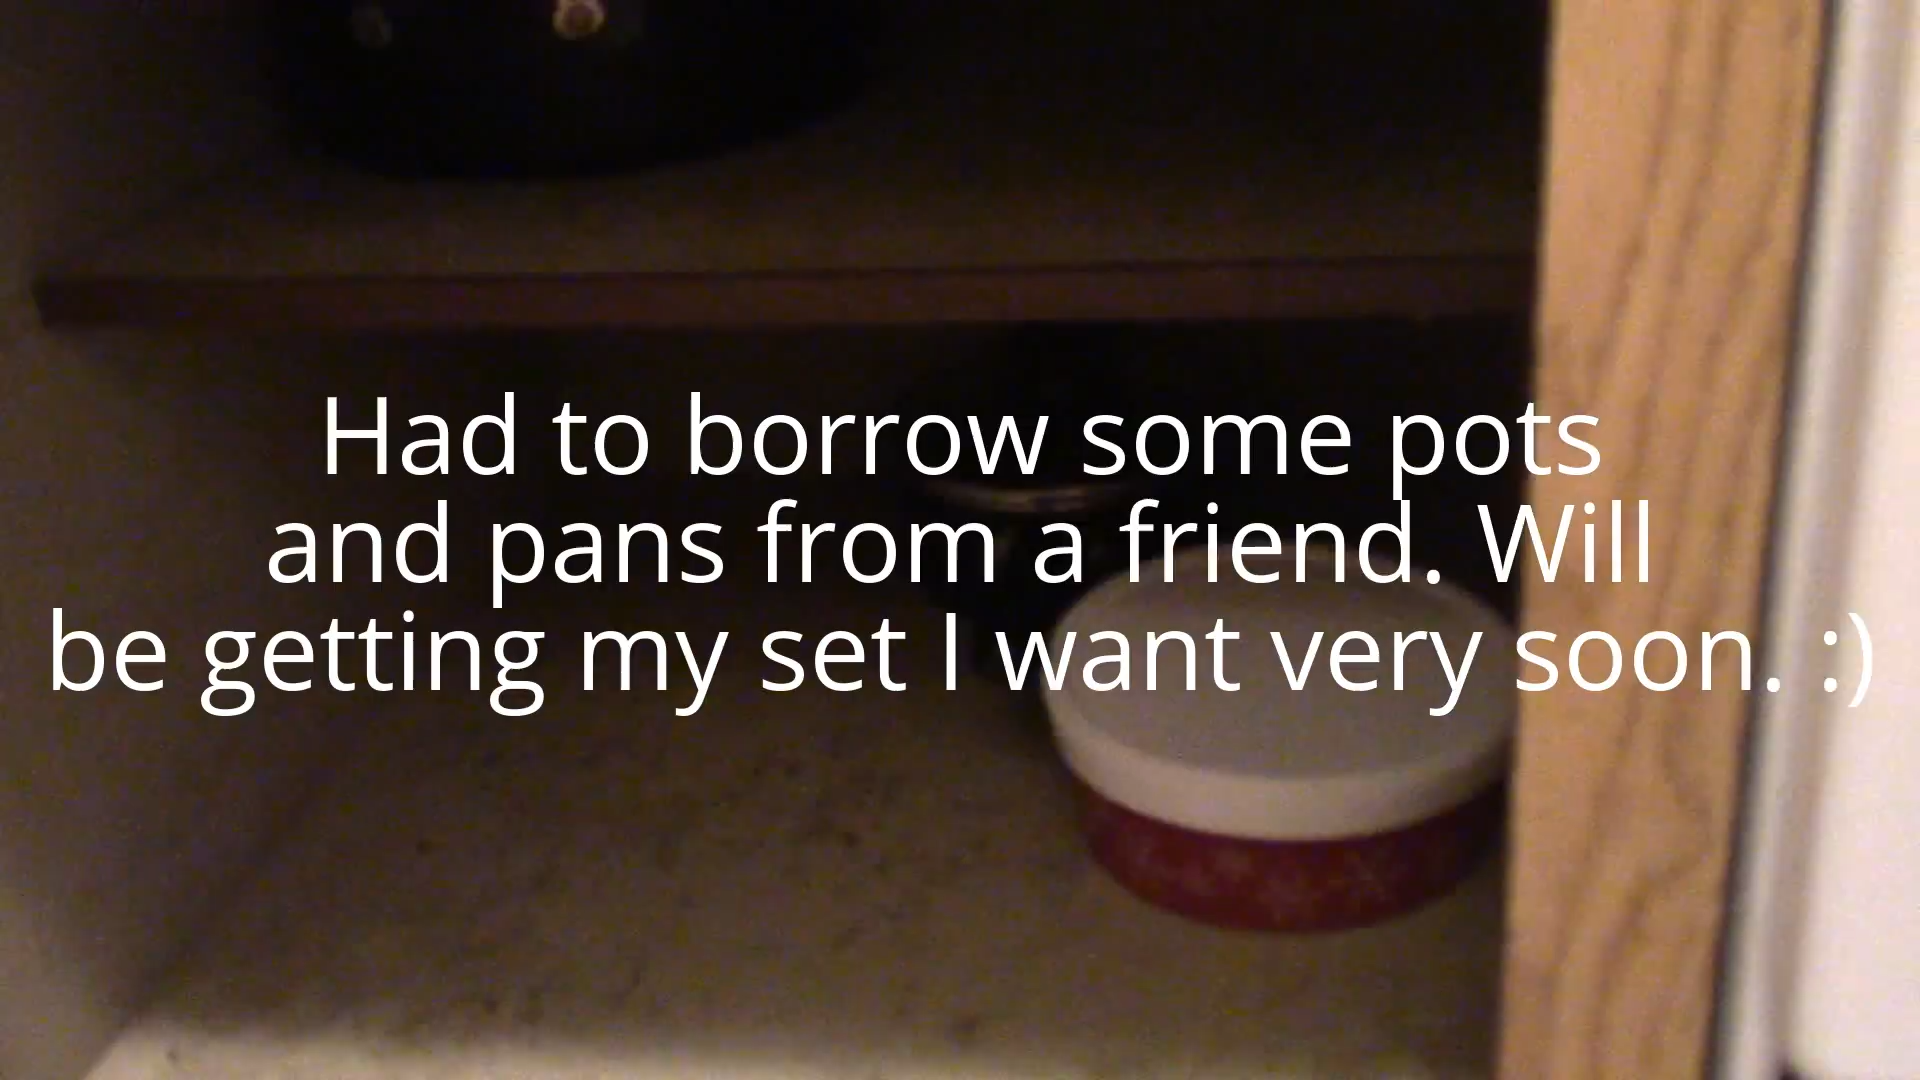 Had to borrow some pots
and pans from a friend. Will
be getting my set I want very soon. :)